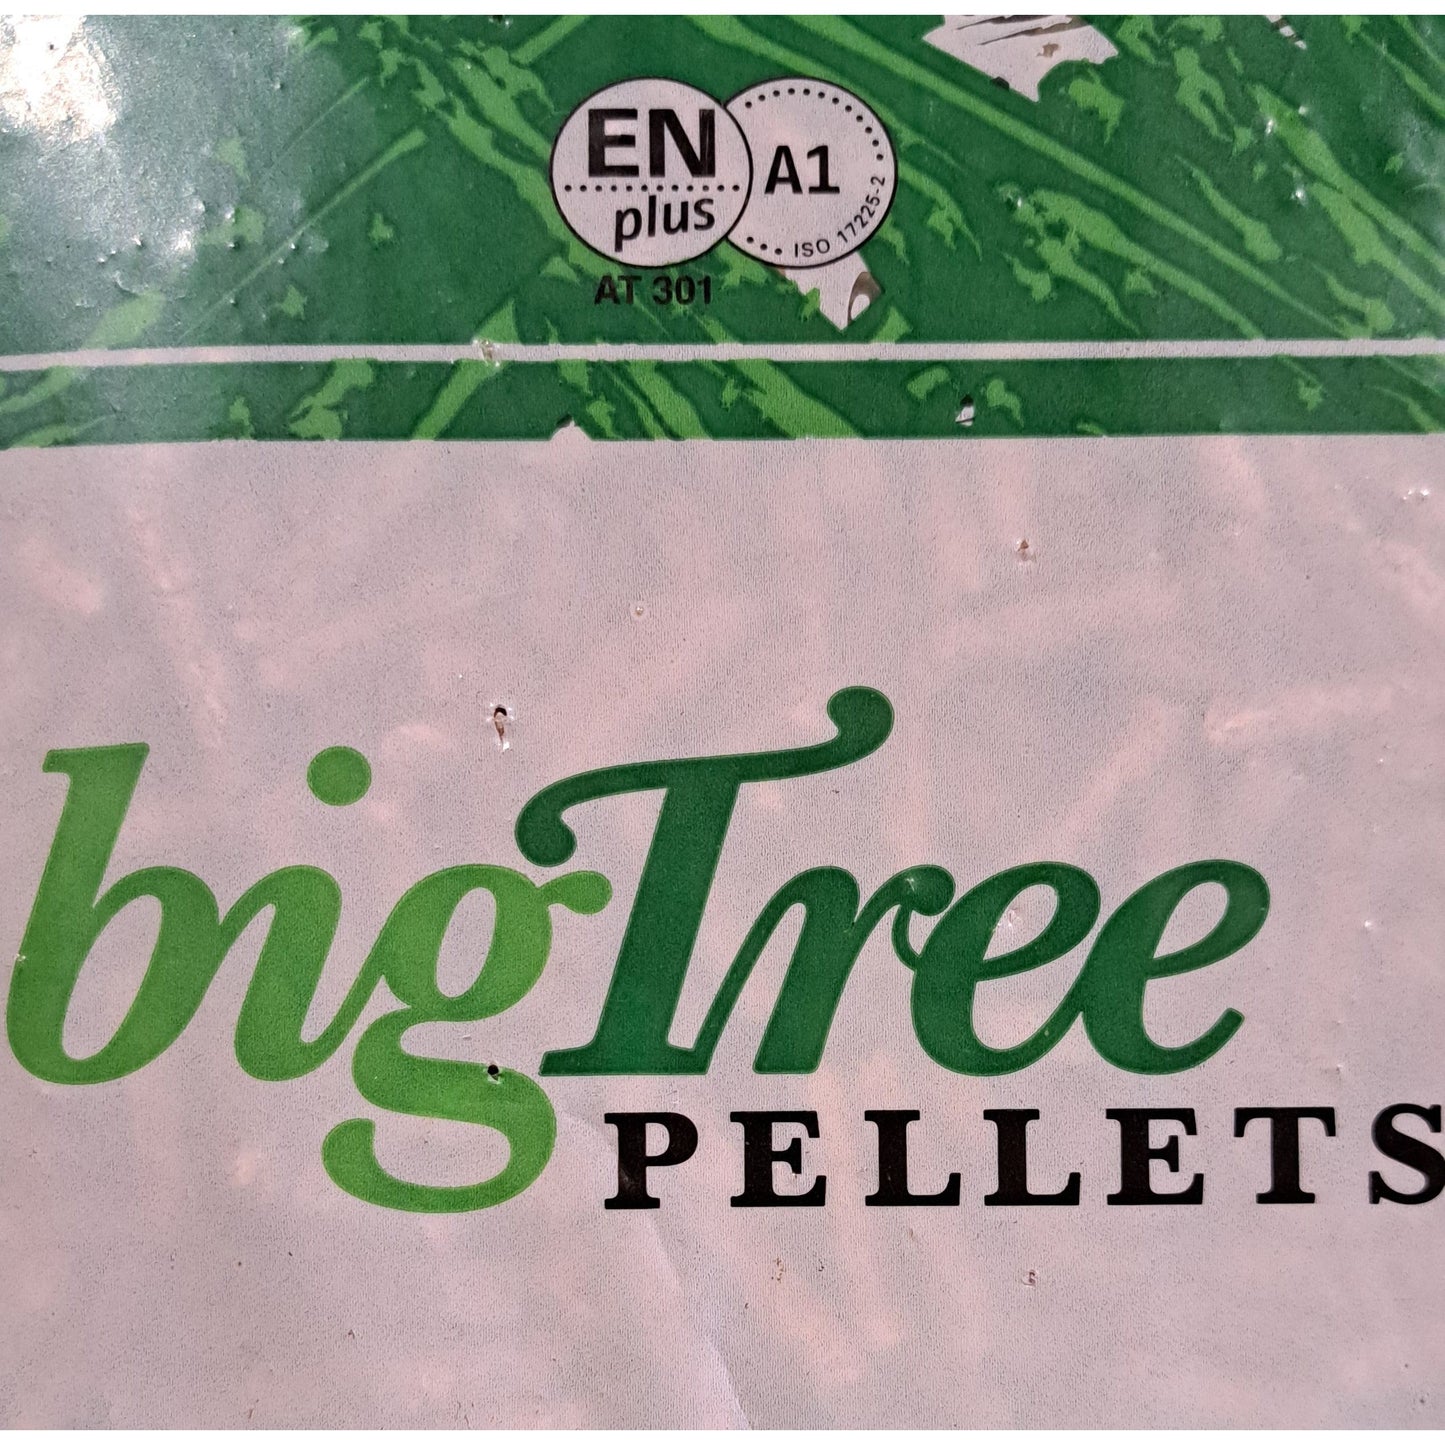 EN
plus
A1
ISO 17225-2
AT 301
bigTree
PELLETS